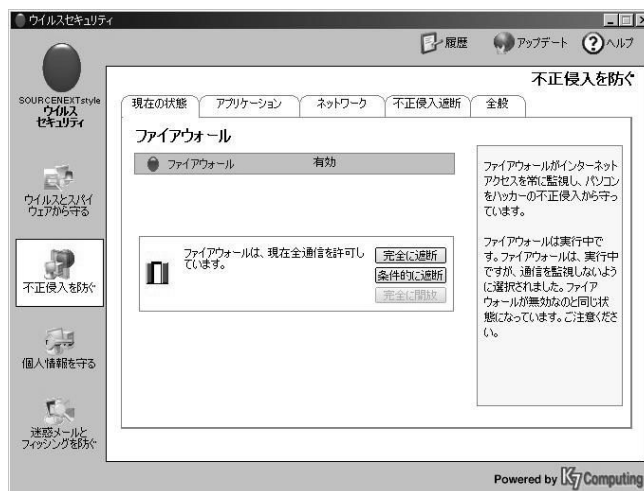 ウイルスセキュリティ
履歴
アップデート
ヘルプ
SOURCENEXTstyle
ウイルス
セキュリティ
不正侵入を防ぐ
現在の状態
アプリケーション
ネットワーク
不正侵入遮断
全般
ウイルスとスパイ
ウェアから守る
不正侵入を防ぐ
個人情報を守る
迷惑メールと
フィッシングを防ぐ
ファイアウォール
ファイアウォール 有効
ファイアウォールは、現在全通信を許可し
ています。
完全に遮断
条件的に遮断
完全に開放
ファイアウォールがインターネット
アクセスを常に監視し、パソコン
をハッカーの不正侵入から守っ
ています。
ファイアウォールは実行中で
す。ファイアウォールは、実行中
ですが、通信を監視しないよう
に選択されました。ファイア
ウォールが無効なのと同じ状
態になっています。ご注意くださ
い。
Powered by K7 Computing